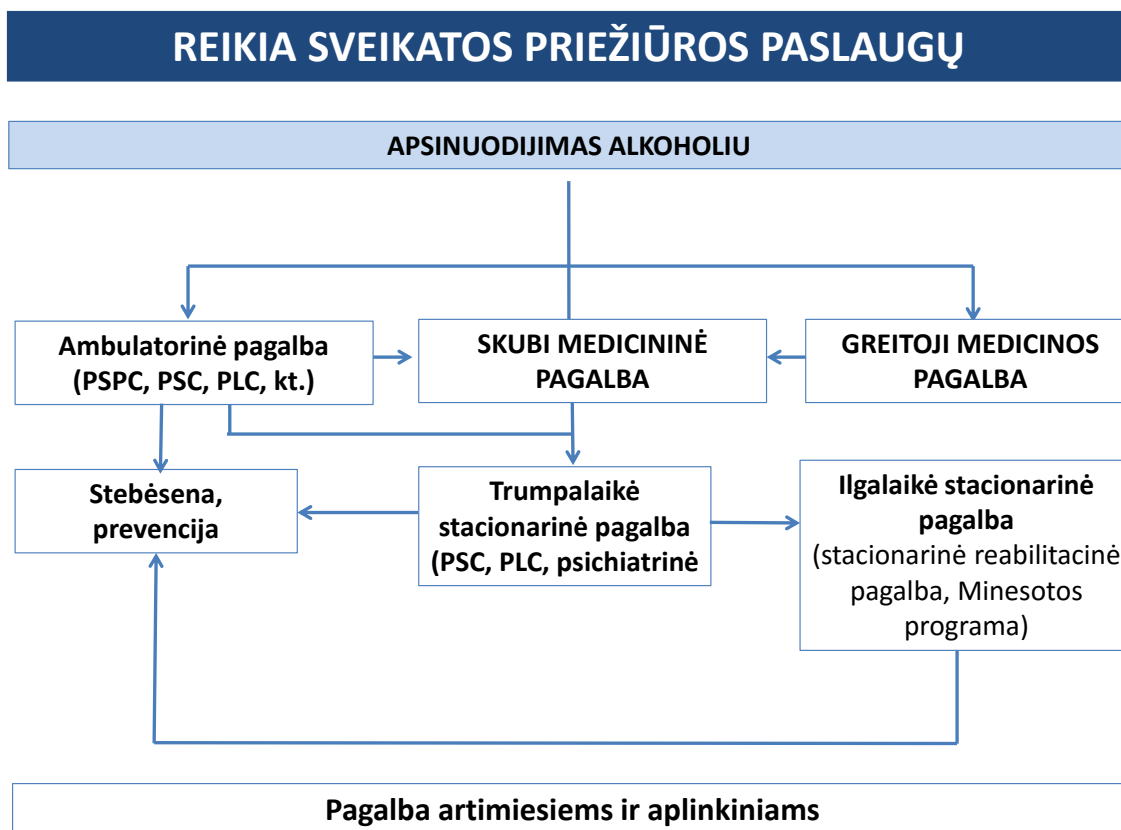 REIKIA SVEIKATOS PRIEŽIŪROS PASLAUGŲ
APSINUODIJIMAS ALKOHOLIU
Ambulatorinė pagalba
(PSPC, PSC, PLC, kt.)
SKUBI MEDICININĖ
PAGALBA
GREITOJI MEDICINOS
PAGALBA
Stebėsena,
prevencija
Trumpalaikė
stacionarinė pagalba
(PSC, PLC, psichiatrinė
Ilgalaikė stacionarinė
pagalba
(stacionarinė reabilitacinė
pagalba, Minesotos
programa)
Pagalba artimiesiems ir aplinkiniams